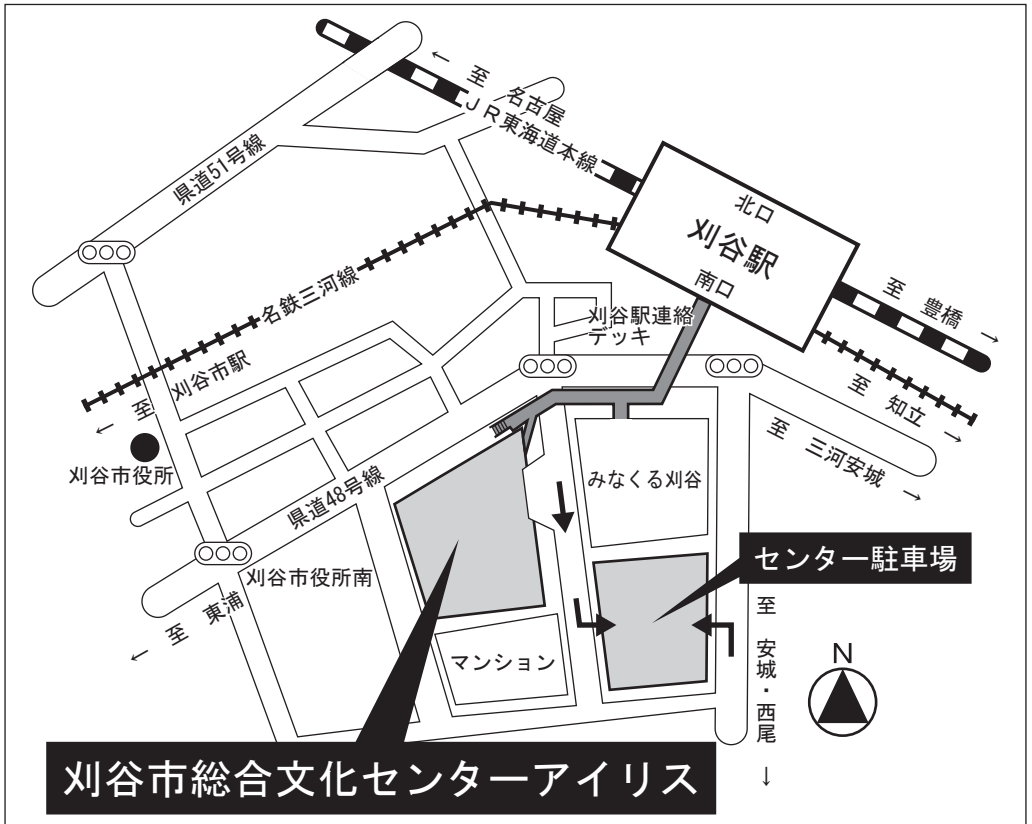 ← 至 名古屋
JR東海道本線
県道51号線
北口
刈谷駅
南口
至 豊橋 →
名鉄三河線
刈谷駅連絡
デッキ
← 至 刈谷市駅
至 知立 →
至 三河安城 →
刈谷市役所
みなくる刈谷
県道48号線
センター駐車場
刈谷市役所南
← 至 東浦
至 安城・西尾 →
マンション
N
刈谷市総合文化センターアイリス